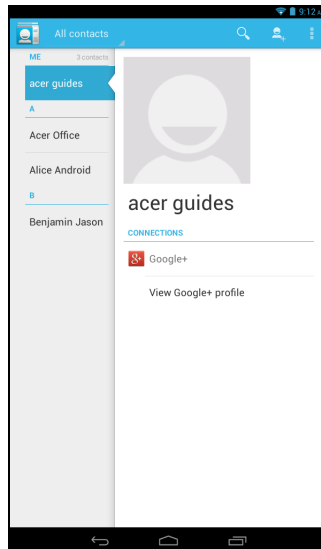 9:12
All contacts
ME 3 contacts
acer guides
A
Acer Office
Alice Android
B
Benjamin Jason
acer guides
CONNECTIONS
8+ Google+
View Google+ profile